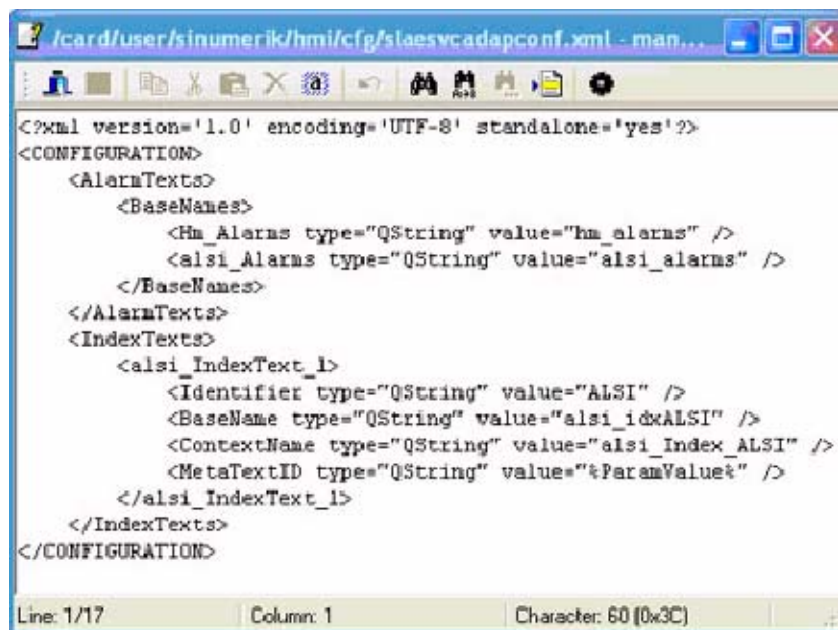 /card/user/sinumerik/hmi/cfg/slaesvcadapconf.xml - man...
<?xml version='1.0' encoding='UTF-8' standalone='yes'?>
<CONFIGURATION>
<AlarmTexts>
<BaseNames>
<Hm_Alarms type="QString" value="hm_alarms" />
<alsi_Alarms type="QString" value="alsi_alarms" />
</BaseNames>
</AlarmTexts>
<IndexTexts>
<alsi_IndexText_1>
<Identifier type="QString" value="ALSI" />
<BaseName type="QString" value="alsi_idxALSI" />
<ContextName type="QString" value="alsi_Index_ALSI" />
<MetaTextID type="QString" value="%ParamValue%" />
</alsi_IndexText_1>
</IndexTexts>
</CONFIGURATION>
Line: 1/17 Column: 1 Character: 60 (0x3C)